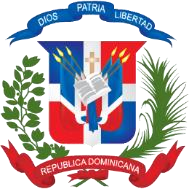 DIOS PATRIA LIBERTAD
REPUBLICA DOMINICANA